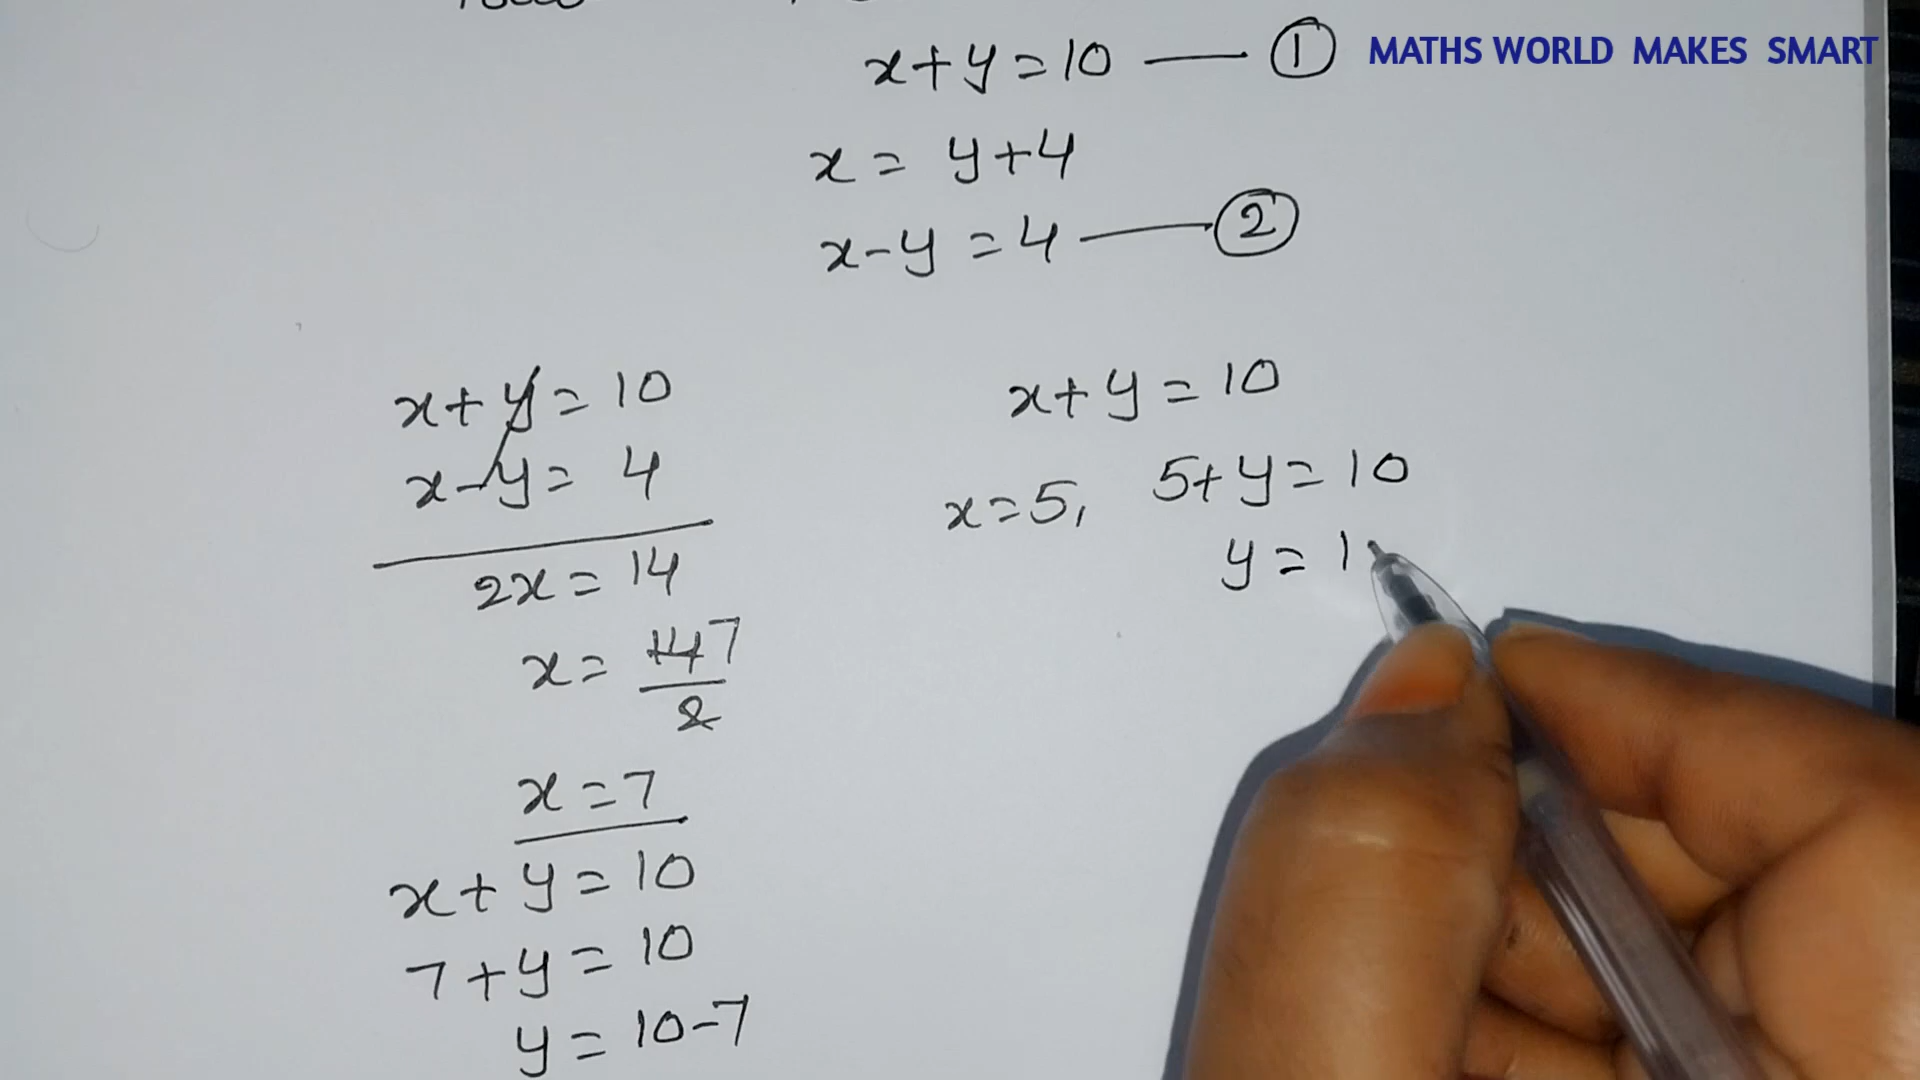 x+y=10 — ① MATHS WORLD MAKES SMART
x = y+4
x-y = 4 — ②
x+y = 10
x-y = 4
2x = 14
x = 14/2 7
x = 7
x+y = 10
7+y = 10
y = 10-7
x+y = 10
x=5, 5+y = 10
y = 1